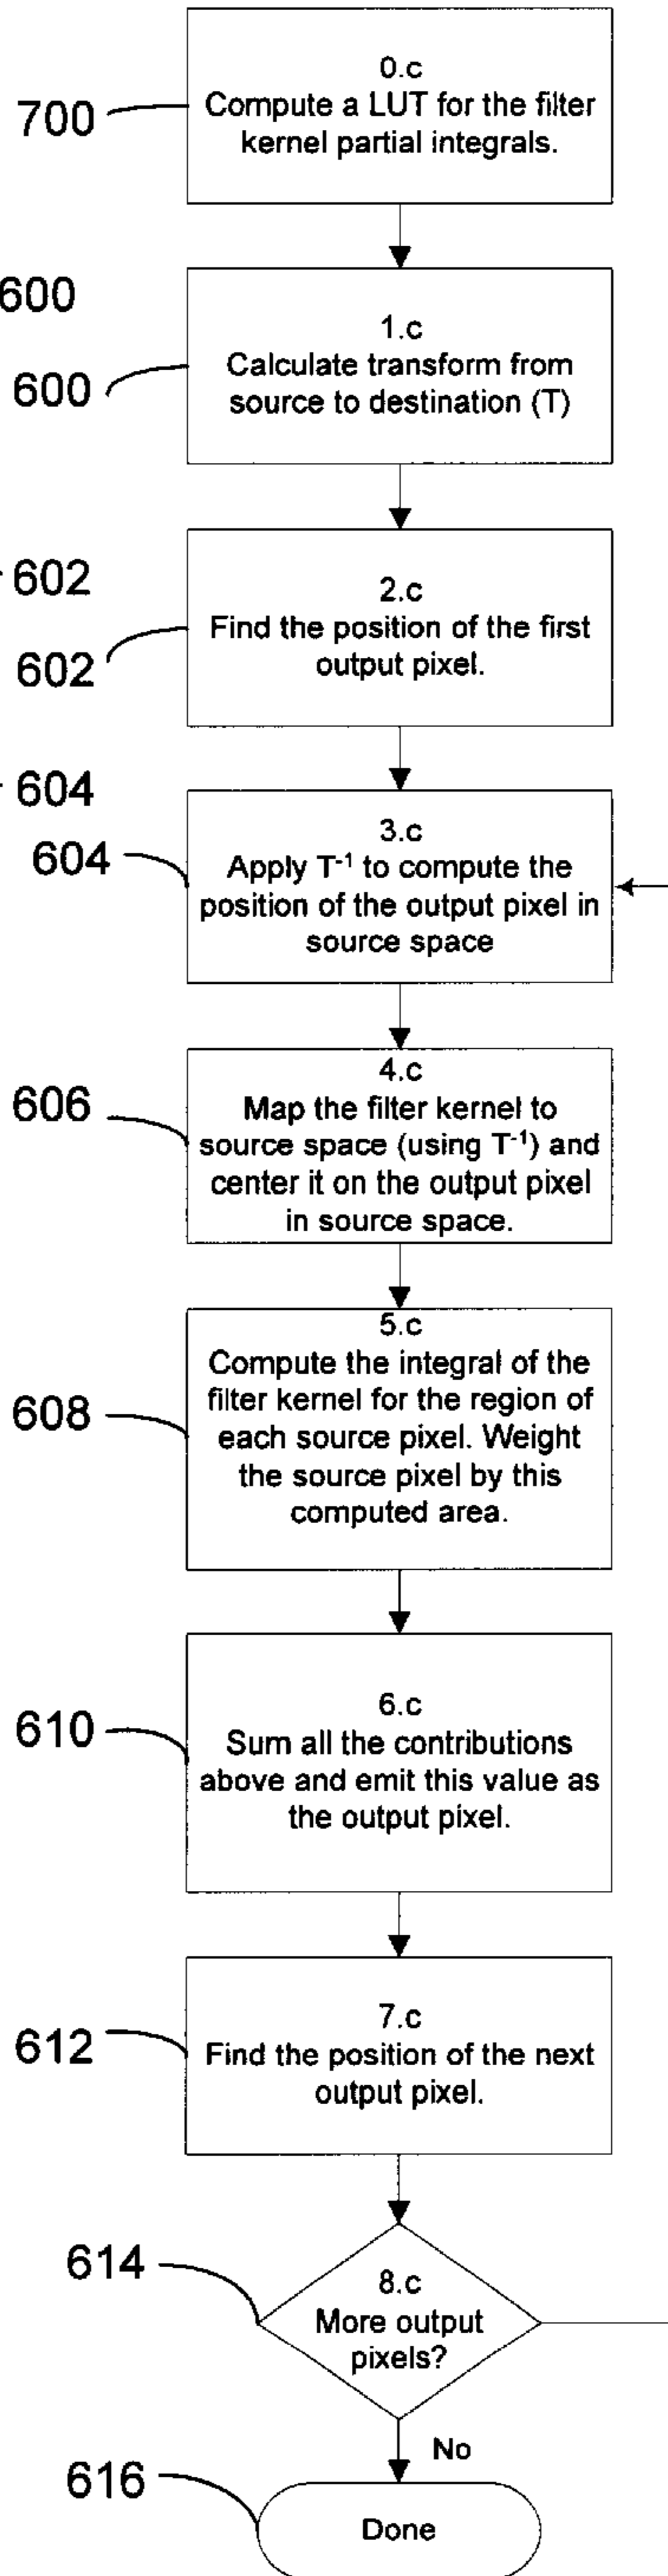 0.c
700
Compute a LUT for the filter
kernel partial integrals.
600
1.c
600
Calculate transform from
source to destination (T)
602
2.c
602
Find the position of the first
output pixel.
604
3.c
604
Apply T⁻¹ to compute the
position of the output pixel in
source space
4.c
606
Map the filter kernel to
source space (using T⁻¹) and
center it on the output pixel
in source space.
5.c
608
Compute the integral of the
filter kernel for the region of
each source pixel. Weight
the source pixel by this
computed area.
6.c
610
Sum all the contributions
above and emit this value as
the output pixel.
7.c
612
Find the position of the next
output pixel.
614
8.c
More output
pixels?
No
616
Done